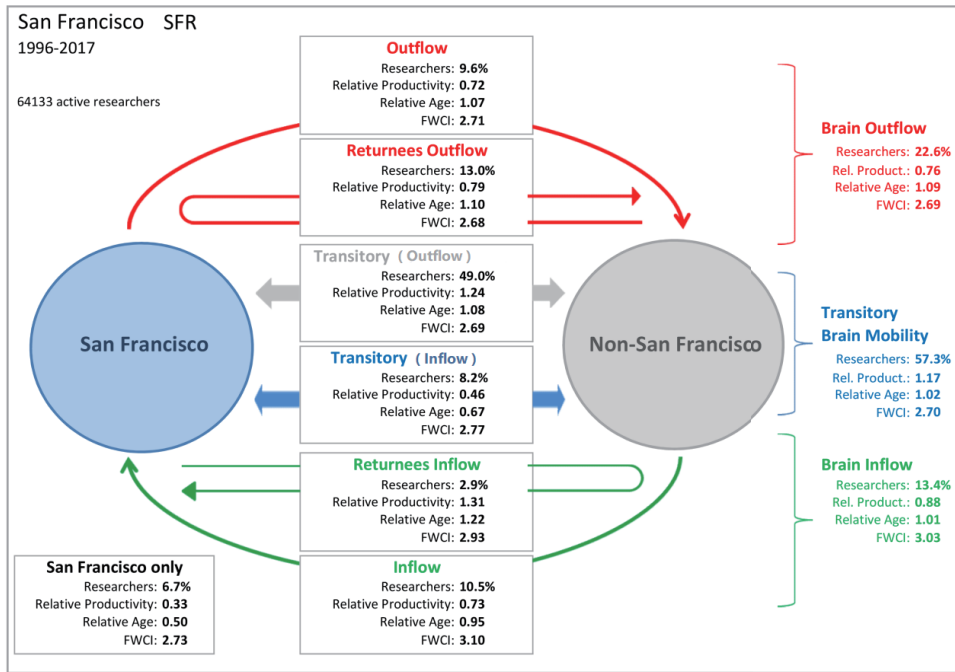 San Francisco SFR
1996-2017
64133 active researchers
Outflow
Researchers: 9.6%
Relative Productivity: 0.72
Relative Age: 1.07
FWCI: 2.71
Returnees Outflow
Researchers: 13.0%
Relative Productivity: 0.79
Relative Age: 1.10
FWCI: 2.68
Transitory ( Outflow )
Researchers: 49.0%
Relative Productivity: 1.24
Relative Age: 1.08
FWCI: 2.69
Transitory ( Inflow )
Researchers: 8.2%
Relative Productivity: 0.46
Relative Age: 0.67
FWCI: 2.77
Returnees Inflow
Researchers: 2.9%
Relative Productivity: 1.31
Relative Age: 1.22
FWCI: 2.93
Inflow
Researchers: 10.5%
Relative Productivity: 0.73
Relative Age: 0.95
FWCI: 3.10
San Francisco
Non-San Francisco
San Francisco only
Researchers: 6.7%
Relative Productivity: 0.33
Relative Age: 0.50
FWCI: 2.73
Brain Outflow
Researchers: 22.6%
Rel. Product.: 0.76
Relative Age: 1.09
FWCI: 2.69
Transitory
Brain Mobility
Researchers: 57.3%
Rel. Product.: 1.17
Relative Age: 1.02
FWCI: 2.70
Brain Inflow
Researchers: 13.4%
Rel. Product.: 0.88
Relative Age: 1.01
FWCI: 3.03